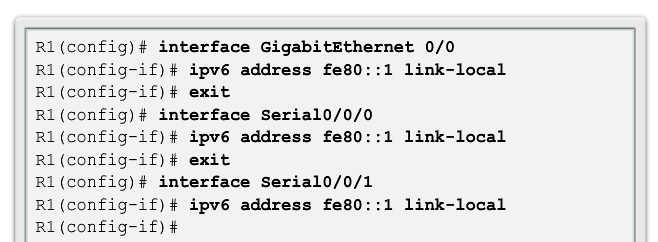 R1(config)# interface GigabitEthernet 0/0
R1(config-if)# ipv6 address fe80::1 link-local
R1(config-if)# exit
R1(config)# interface Serial0/0/0
R1(config-if)# ipv6 address fe80::1 link-local
R1(config-if)# exit
R1(config)# interface Serial0/0/1
R1(config-if)# ipv6 address fe80::1 link-local
R1(config-if)#